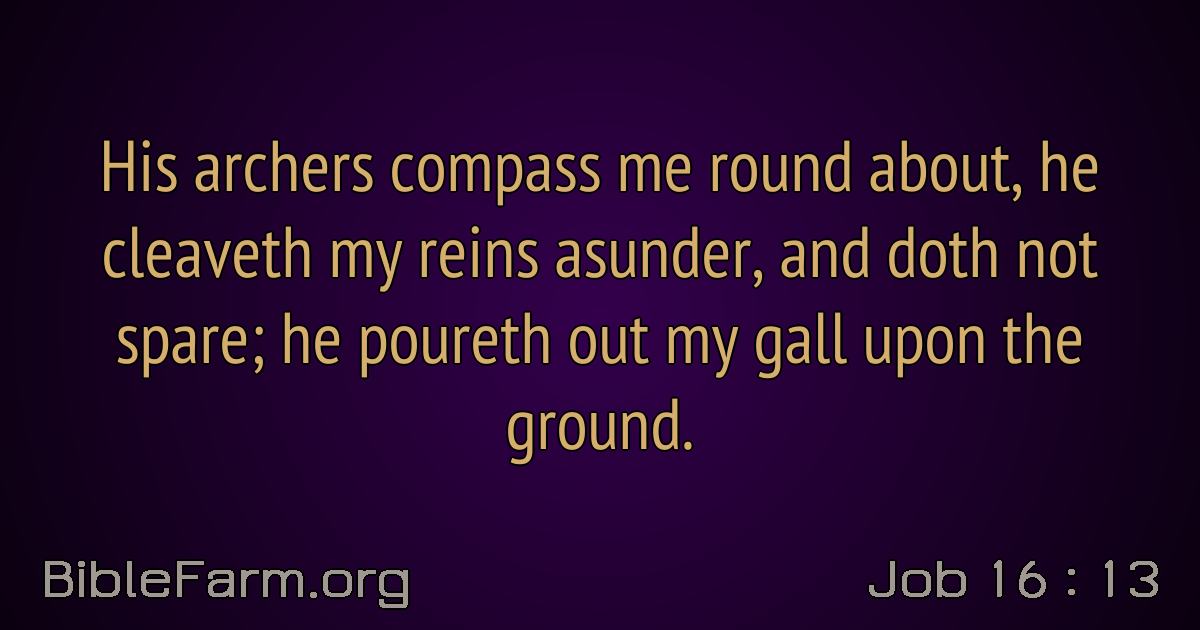 His archers compass me round about, he
cleaveth my reins asunder, and doth not
spare; he poureth out my gall upon the
ground.
BibleFarm.org
Job 16 : 13